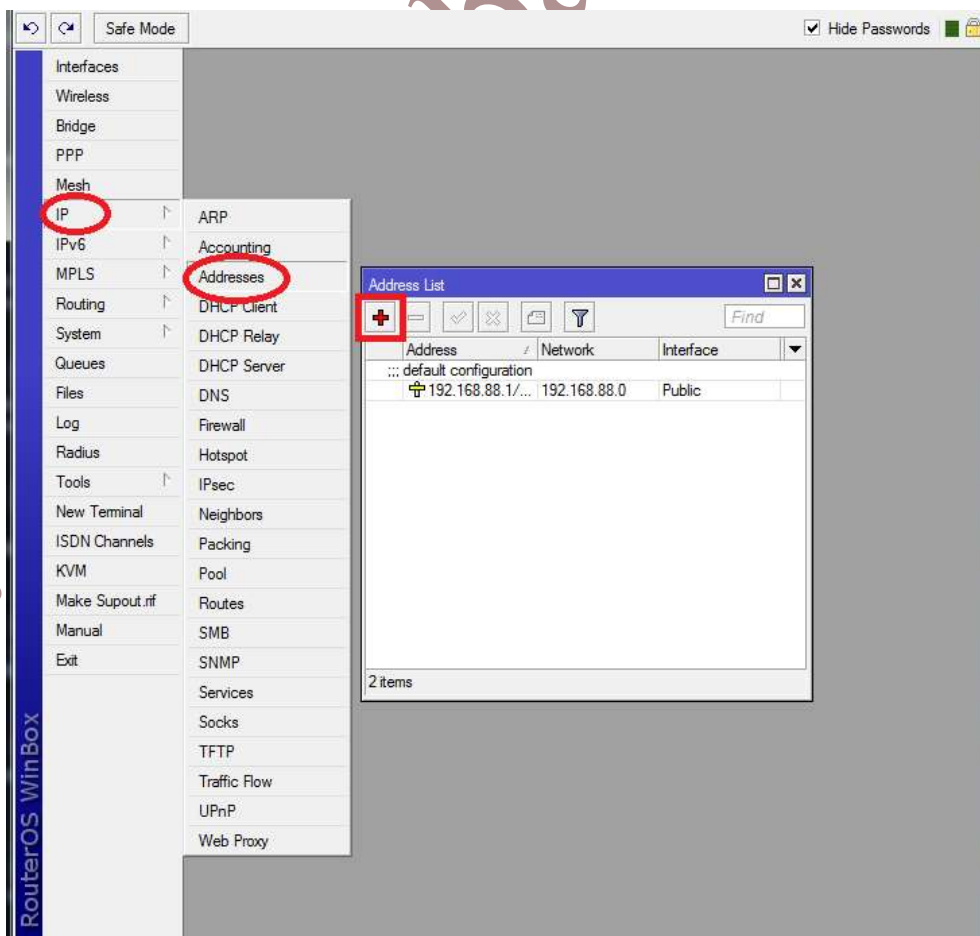 Safe Mode
Hide Passwords
Interfaces
Wireless
Bridge
PPP
Mesh
IP
IPv6
MPLS
Routing
System
Queues
Files
Log
Radius
Tools
New Terminal
ISDN Channels
KVM
Make Supout.rif
Manual
Exit
ARP
Accounting
Addresses
DHCP Client
DHCP Relay
DHCP Server
DNS
Firewall
Hotspot
IPsec
Neighbors
Packing
Pool
Routes
SMB
SNMP
Services
Socks
TFTP
Traffic Flow
UPnP
Web Proxy
Address List
Find
Address Network Interface
;;; default configuration
192.168.88.1/... 192.168.88.0 Public
2 items
RouterOS WinBox